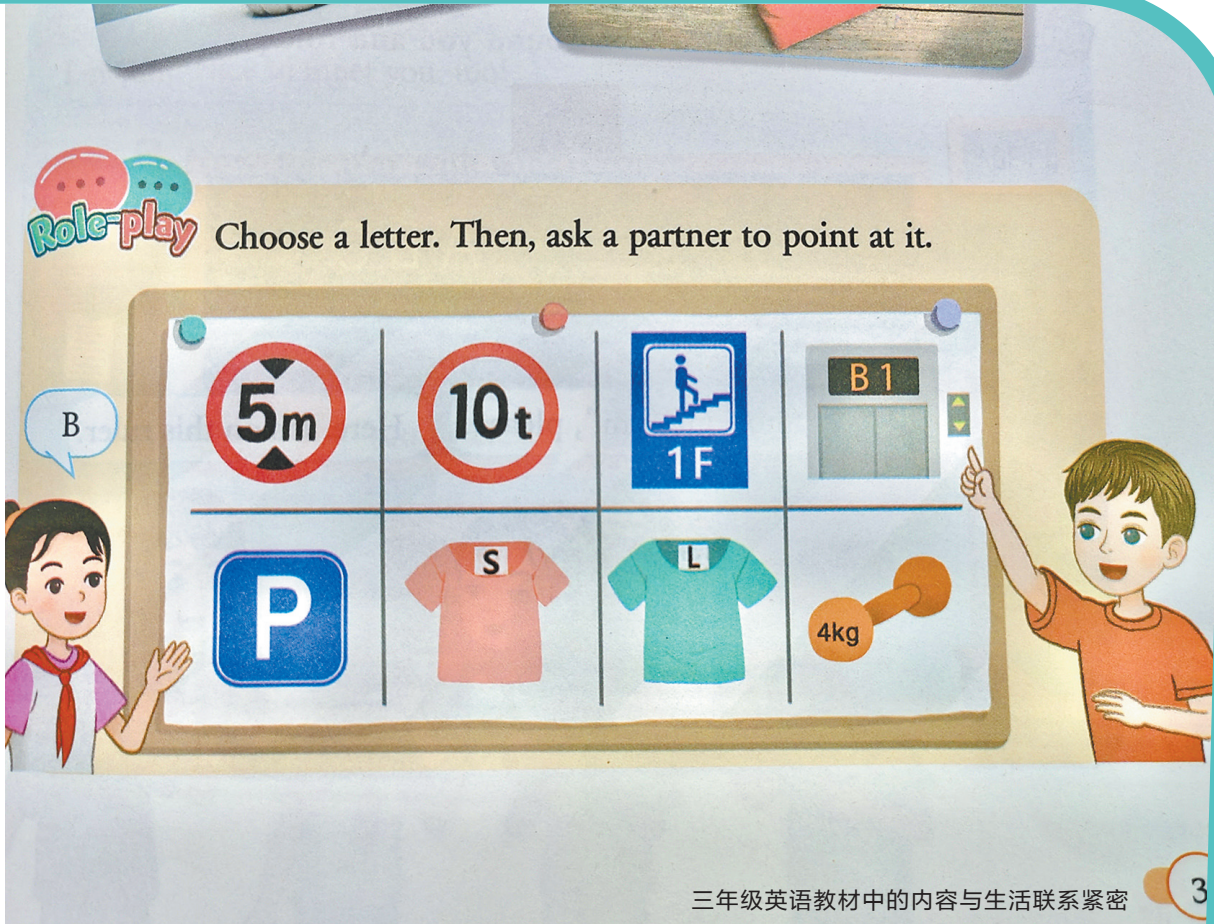 Role-play
Choose a letter. Then, ask a partner to point at it.
B
5m
10t
1F
B1
P
S
L
4kg
三年级英语教材中的内容与生活联系紧密
3